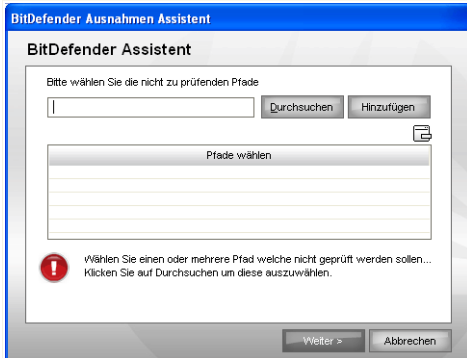 BitDefender Ausnahmen Assistent
BitDefender Assistent
Bitte wählen Sie die nicht zu prüfenden Pfade
Durchsuchen Hinzufügen
Pfade wählen
Wählen Sie einen oder mehrere Pfad welche nicht geprüft werden sollen...
Klicken Sie auf Durchsuchen um diese auszuwählen.
Weiter > Abbrechen